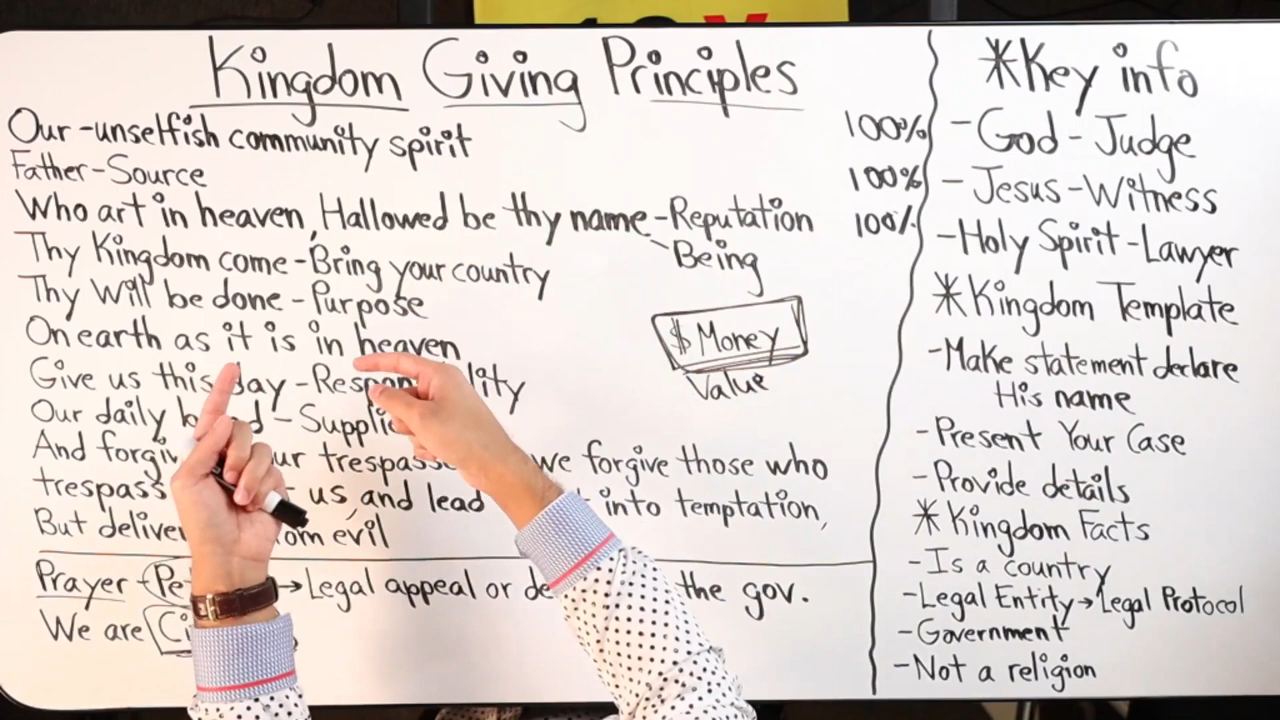 Kingdom Giving Principles
Our - unselfish community spirit 100%
Father - Source 100%
Who art in heaven, Hallowed be thy name - Reputation 100%
- Being
Thy Kingdom come - Bring your country
Thy Will be done - Purpose
On earth as it is in heaven
$ Money
Value
Give us this day -
Our daily -
And our we forgive those who
us, and lead into temptation,
But evil
Prayer - → Legal appeal or the gov.
We are
*Key info
- God - Judge
- Jesus - Witness
- Holy Spirit - Lawyer
*Kingdom Template
- Make statement declare
His name
- Present Your Case
- Provide details
*Kingdom Facts
- Is a country
- Legal Entity → Legal Protocol
- Government
- Not a religion